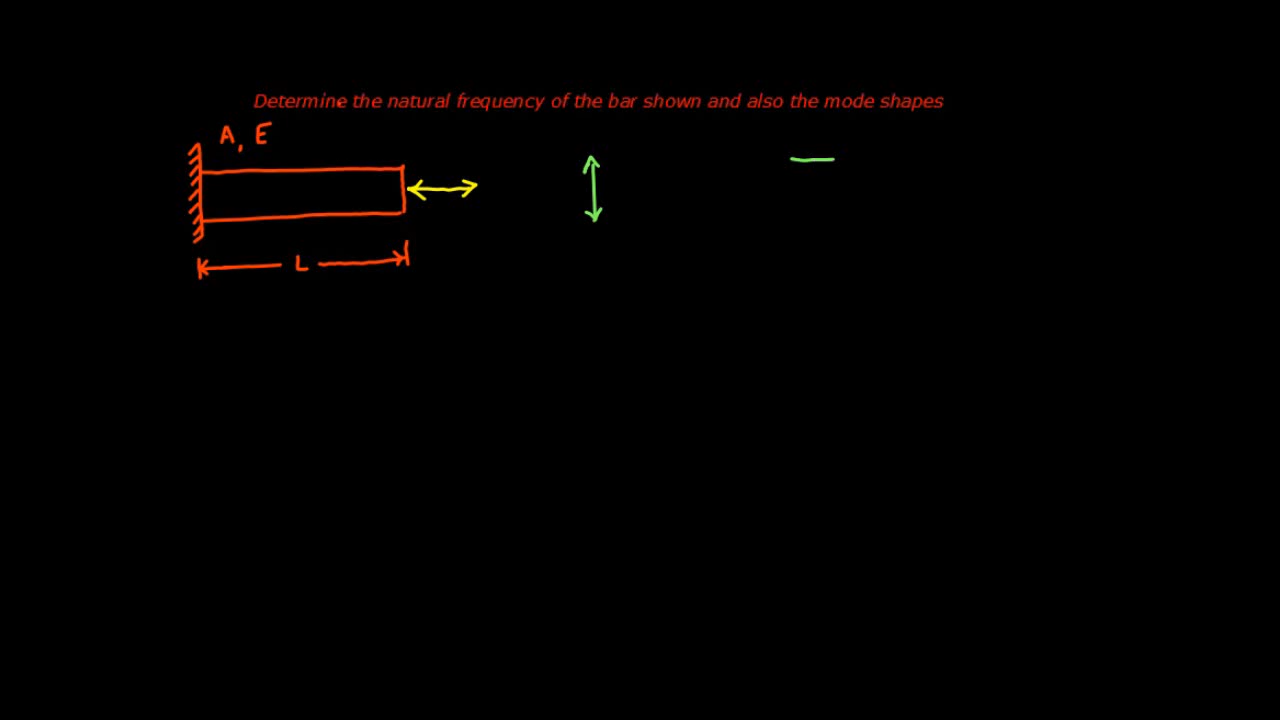 Determine the natural frequency of the bar shown and also the mode shapes
A, E
L